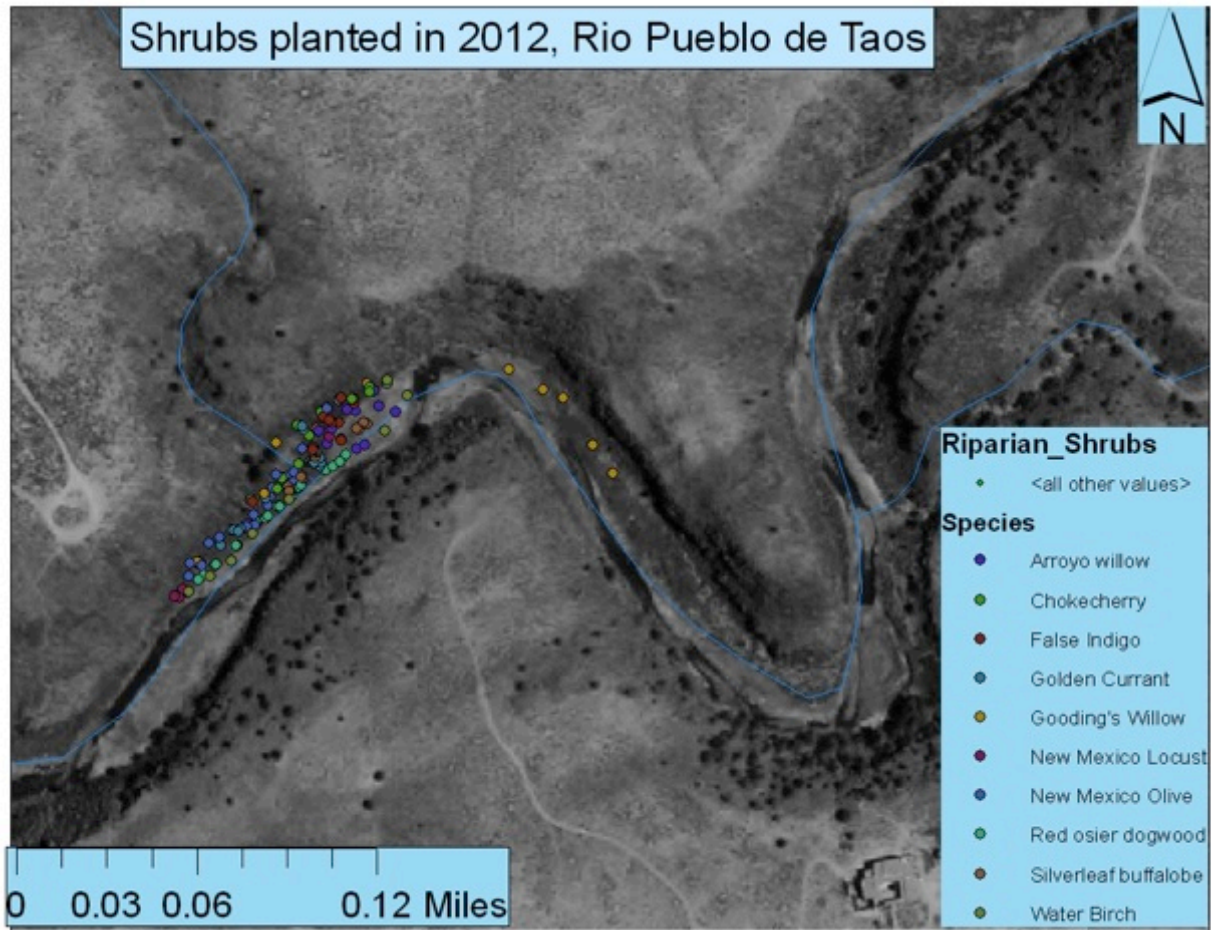 Shrubs planted in 2012, Rio Pueblo de Taos
N
Riparian_Shrubs
<all other values>
Species
Arroyo willow
Chokecherry
False Indigo
Golden Currant
Gooding's Willow
New Mexico Locust
New Mexico Olive
Red osier dogwood
Silverleaf buffalobe
Water Birch
0 0.03 0.06 0.12 Miles